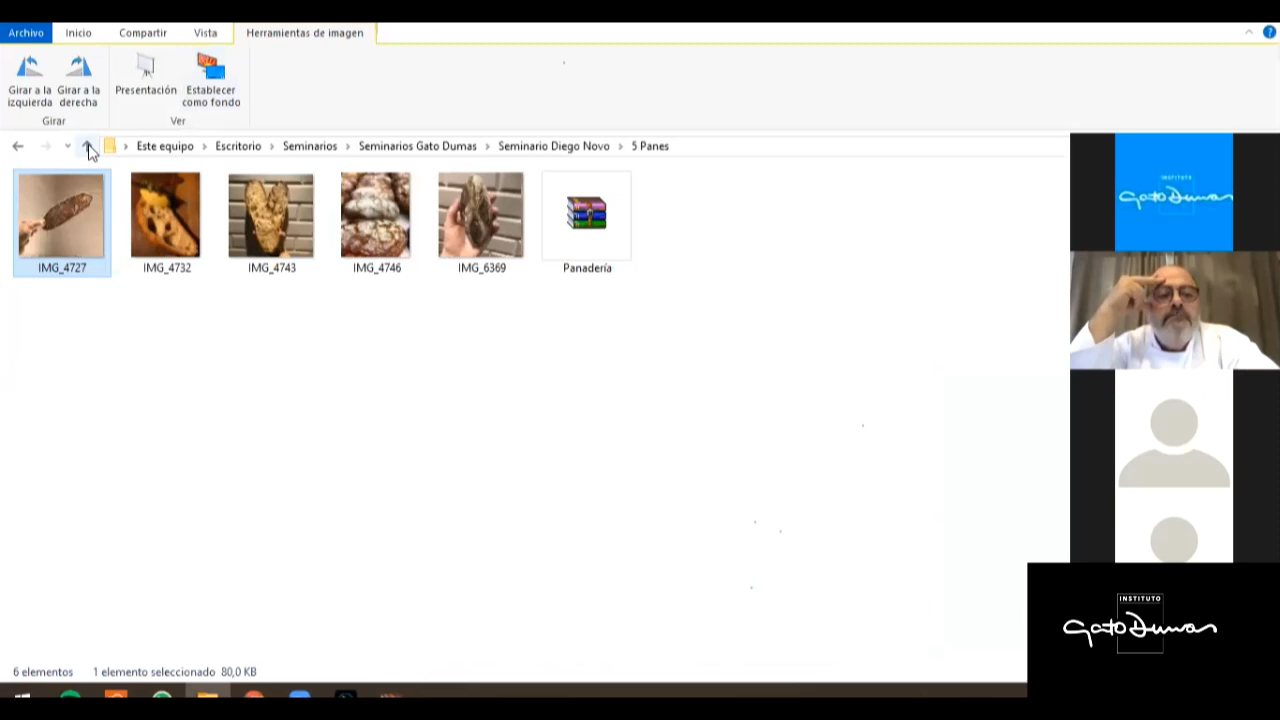 Archivo Inicio Compartir Vista Herramientas de imagen
Girar a la izquierda
Girar a la derecha
Presentación
Establecer como fondo
Girar
Ver
Este equipo Escritorio Seminarios Seminarios Gato Dumas Seminario Diego Novo 5 Panes
IMG_4727 IMG_4732 IMG_4743 IMG_4746 IMG_6369 Panadería
INSTITUTO
Gato Dumas
INSTITUTO
Gato Dumas
6 elementos 1 elemento seleccionado 80,0 KB